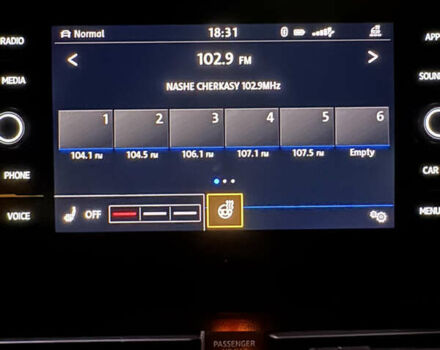 Normal 18:31
RADIO APP
102.9 FM
SOUN
NASHE CHERKASY 102.9MHz
MEDIA
1 2 3 4 5 6
104.1 FM 104.5 FM 106.1 FM 107.1 FM 107.5 FM Empty
PHONE CAR
OFF
VOICE MENU
PASSENGER